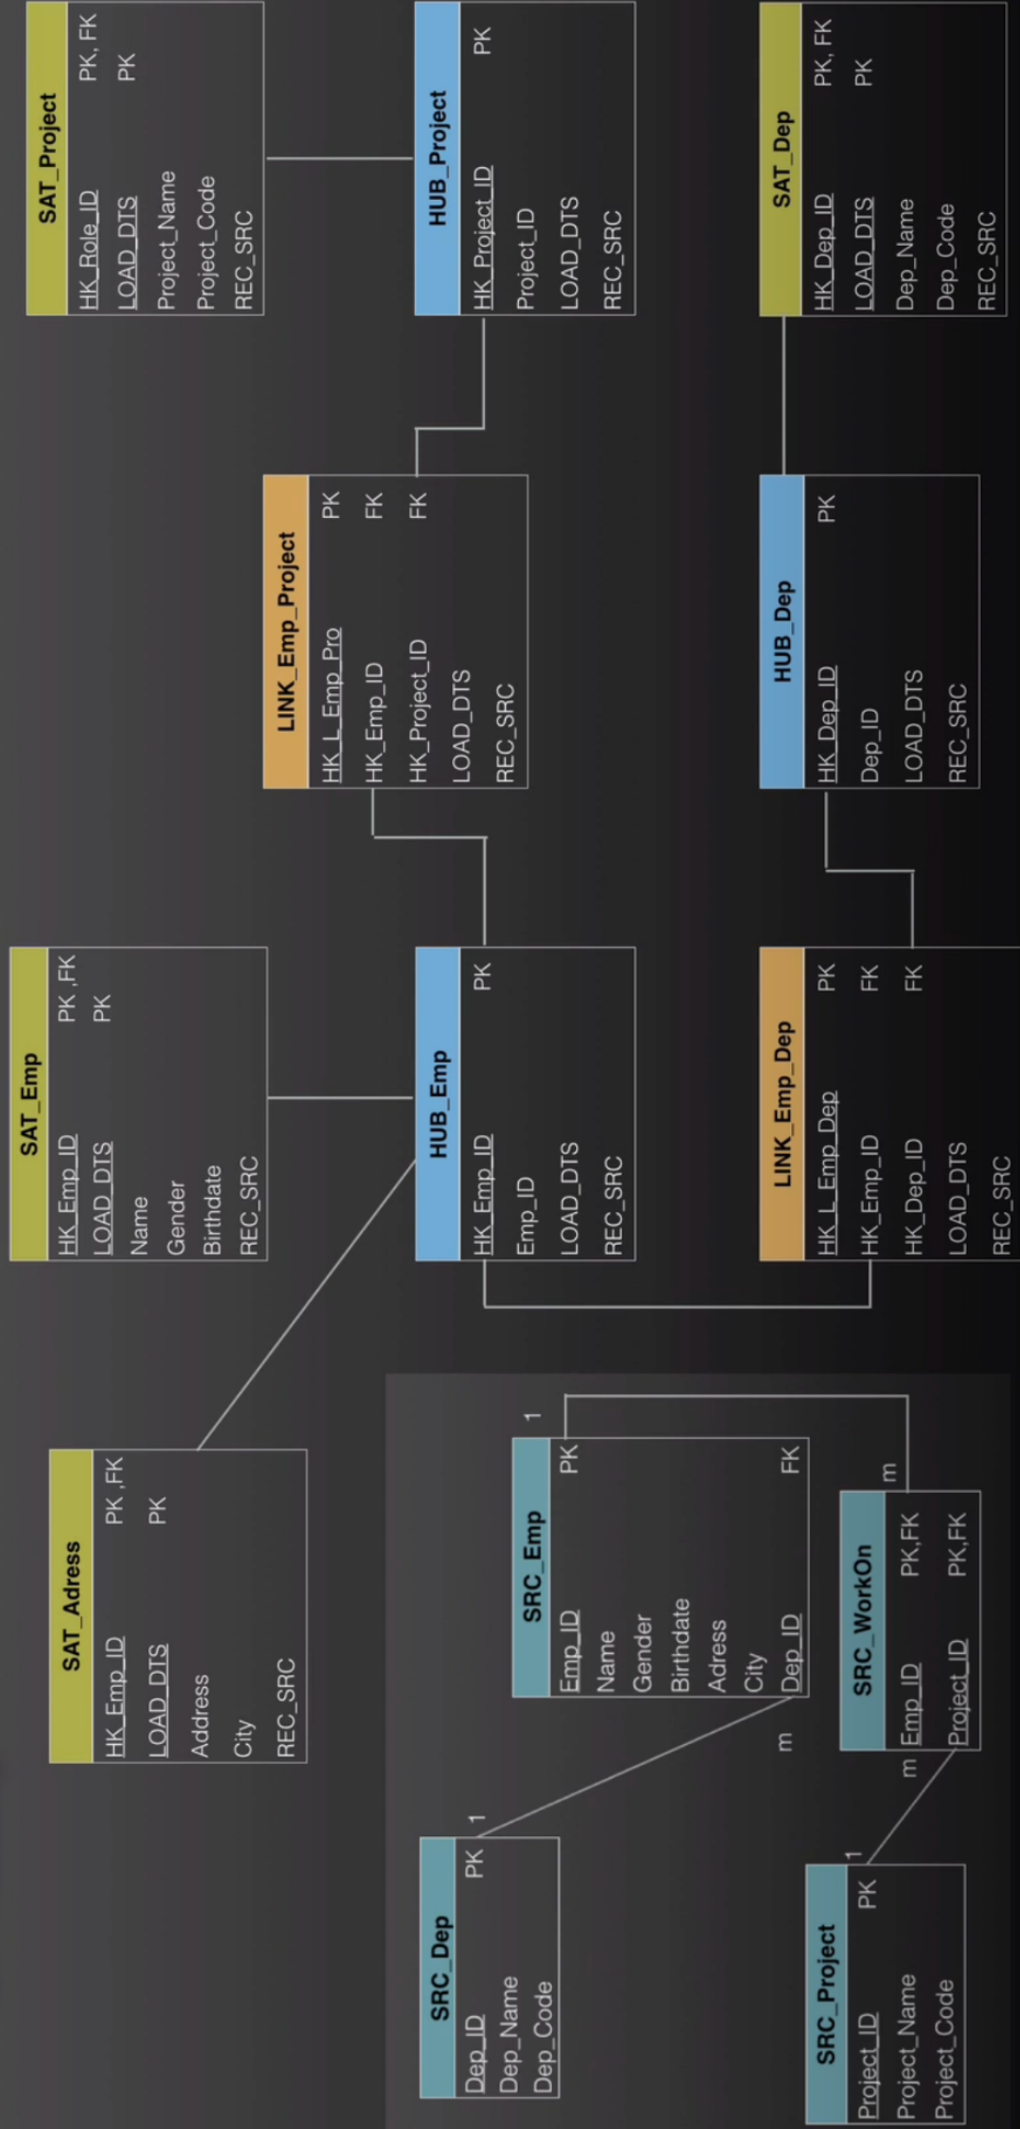 SAT_Adress
HK_Emp_ID PK ,FK
LOAD_DTS PK
Address
City
REC_SRC
SAT_Emp
HK_Emp_ID PK ,FK
LOAD_DTS PK
Name
Gender
Birthdate
REC_SRC
SAT_Project
HK_Role_ID PK, FK
LOAD_DTS PK
Project_Name
Project_Code
REC_SRC
LINK_Emp_Project
HK_L_Emp_Pro PK
HK_Emp_ID FK
HK_Project_ID FK
LOAD_DTS
REC_SRC
HUB_Emp
HK_Emp_ID PK
Emp_ID
LOAD_DTS
REC_SRC
HUB_Project
HK_Project_ID PK
Project_ID
LOAD_DTS
REC_SRC
SRC_Dep
Dep_ID PK
Dep_Name
Dep_Code
1
SRC_Emp
Emp_ID PK
Name
Gender
Birthdate
Adress
City
Dep_ID FK
1
m
LINK_Emp_Dep
HK_L_Emp_Dep PK
HK_Emp_ID FK
HK_Dep_ID FK
LOAD_DTS
REC_SRC
HUB_Dep
HK_Dep_ID PK
Dep_ID
LOAD_DTS
REC_SRC
SAT_Dep
HK_Dep_ID PK, FK
LOAD_DTS PK
Dep_Name
Dep_Code
REC_SRC
SRC_Project
Project_ID PK
Project_Name
Project_Code
1
SRC_WorkOn
Emp_ID PK,FK
Project_ID PK,FK
m
m